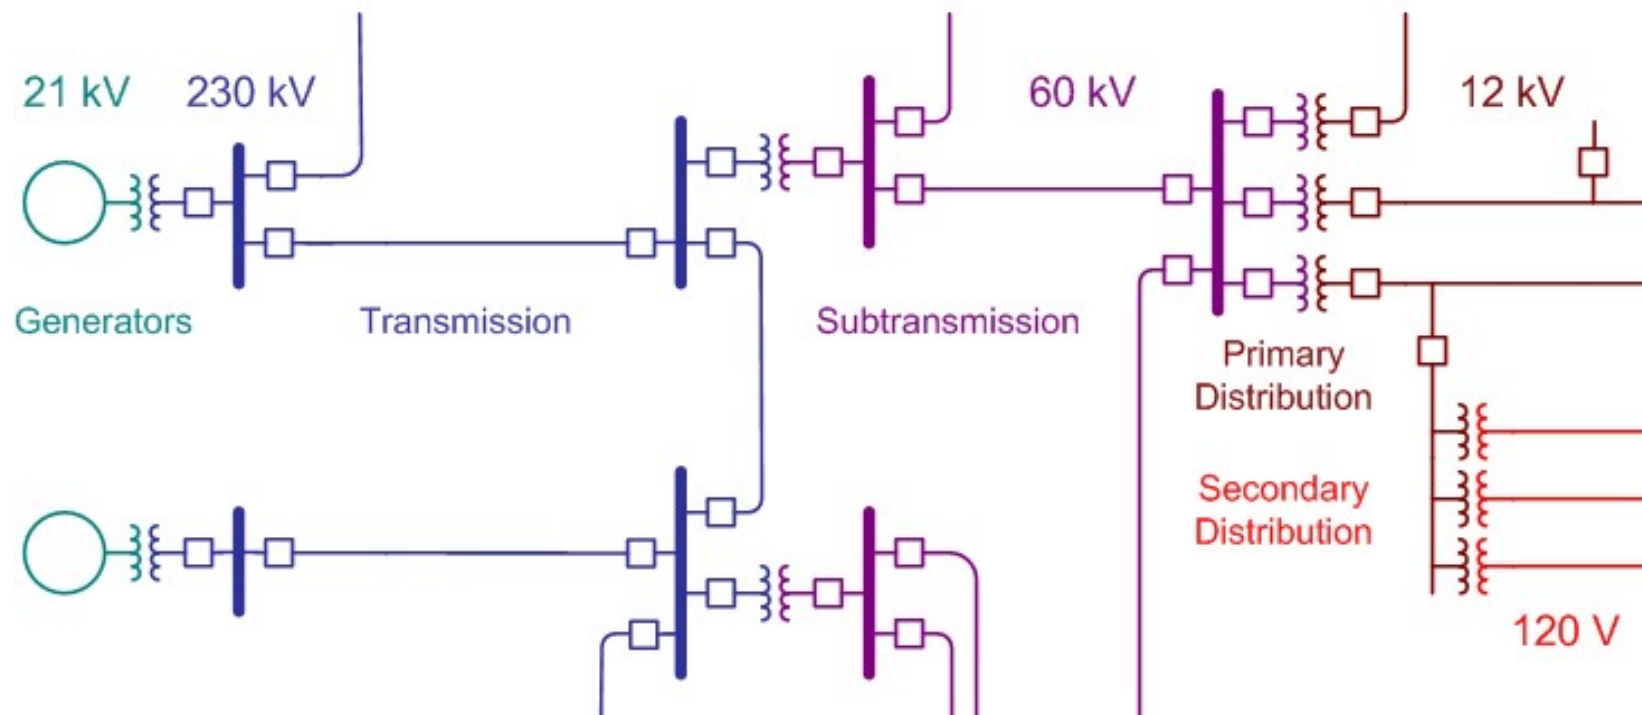 21 kV
230 kV
60 kV
12 kV
Generators
Transmission
Subtransmission
Primary
Distribution
Secondary
Distribution
120 V